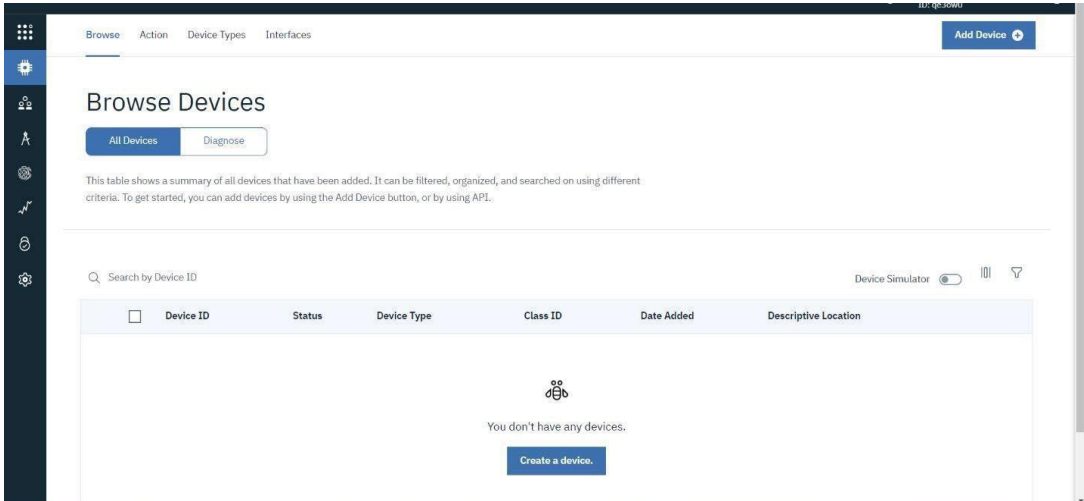 ID: qe3ow0
Browse Action Device Types Interfaces
Add Device
Browse Devices
All Devices Diagnose
This table shows a summary of all devices that have been added. It can be filtered, organized, and searched on using different
criteria. To get started, you can add devices by using the Add Device button, or by using API.
Search by Device ID
Device Simulator
Device ID Status Device Type Class ID Date Added Descriptive Location
You don't have any devices.
Create a device.